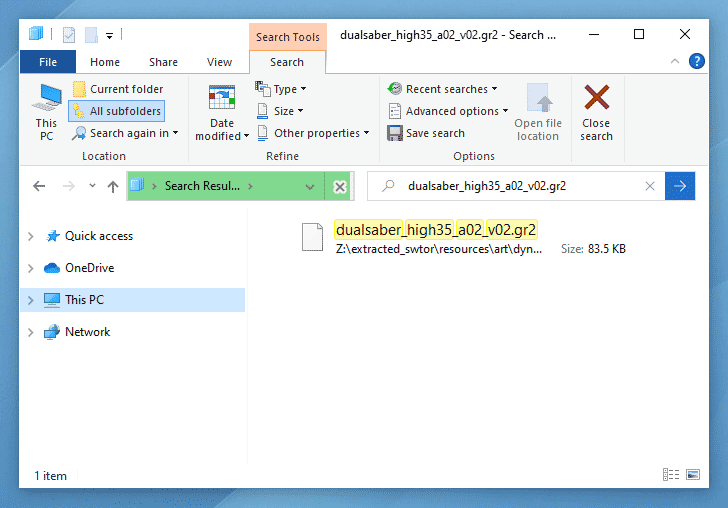 Search Tools
dualsaber_high35_a02_v02.gr2 - Search ...
File Home Share View Search
This PC
Current folder
All subfolders
Search again in
Location
Date modified
Type
Size
Other properties
Refine
Recent searches
Advanced options
Save search
Open file location
Options
Close search
Search Resul...
dualsaber_high35_a02_v02.gr2
Quick access
OneDrive
This PC
Network
dualsaber_high35_a02_v02.gr2
Z:\extracted_swtor\resources\art\dyn... Size: 83.5 KB
1 item